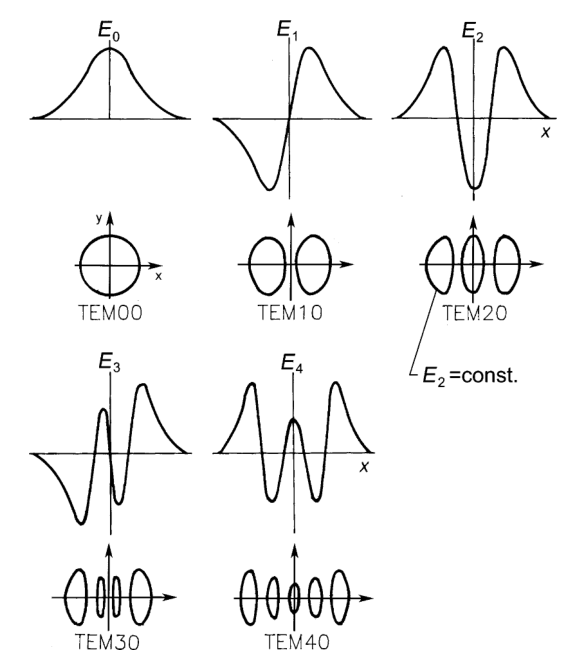 E0 E1 E2
x
y
x
TEM00 TEM10 TEM20
E2=const.
E3 E4
x
TEM30 TEM40